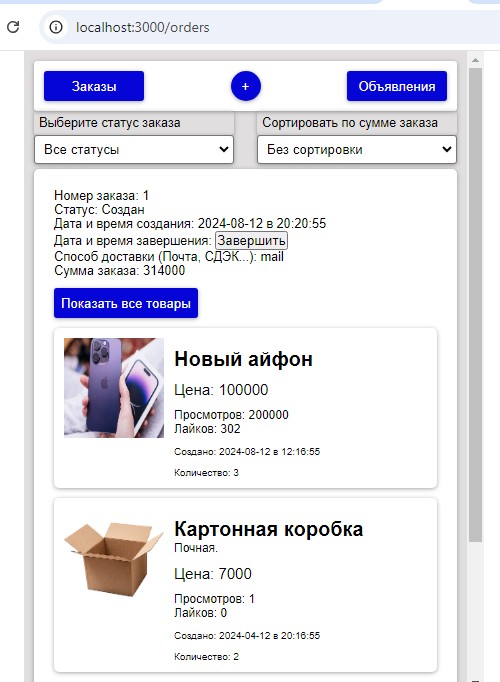 localhost:3000/orders
Заказы
+
Объявления
Выберите статус заказа
Сортировать по сумме заказа
Все статусы
Без сортировки
Номер заказа: 1
Статус: Создан
Дата и время создания: 2024-08-12 в 20:20:55
Дата и время завершения: Завершить
Способ доставки (Почта, СДЭК...): mail
Сумма заказа: 314000
Показать все товары
Новый айфон
Цена: 100000
Просмотров: 200000
Лайков: 302
Создано: 2024-08-12 в 12:16:55
Количество: 3
Картонная коробка
Почная.
Цена: 7000
Просмотров: 1
Лайков: 0
Создано: 2024-04-12 в 20:16:55
Количество: 2